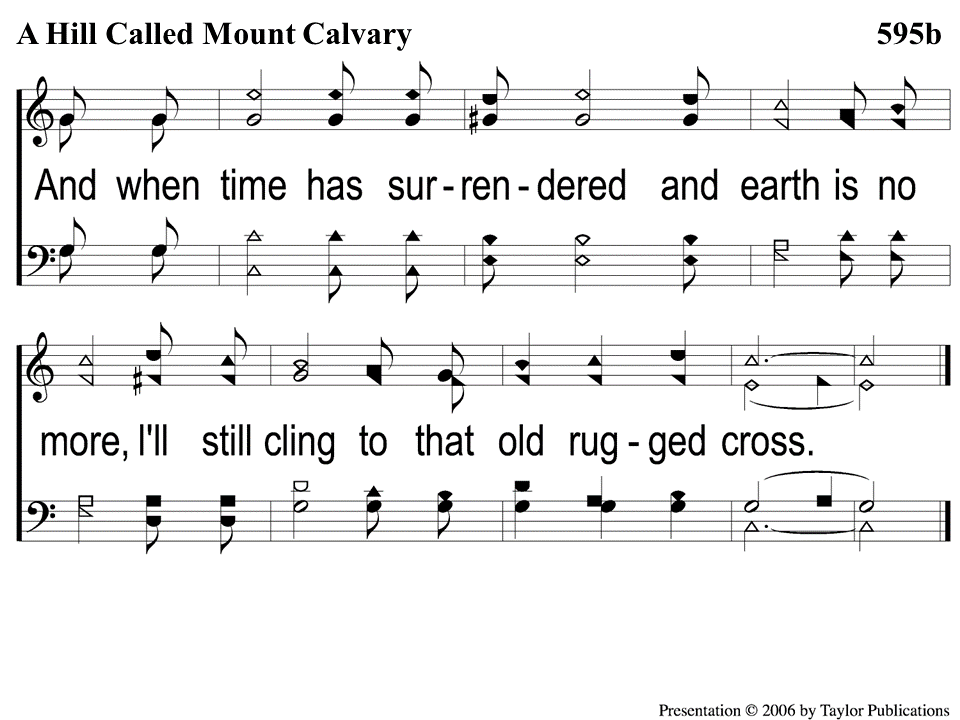 A Hill Called Mount Calvary 595b
And when time has sur - ren - dered and earth is no
more, I'll still cling to that old rug - ged cross.
Presentation © 2006 by Taylor Publications